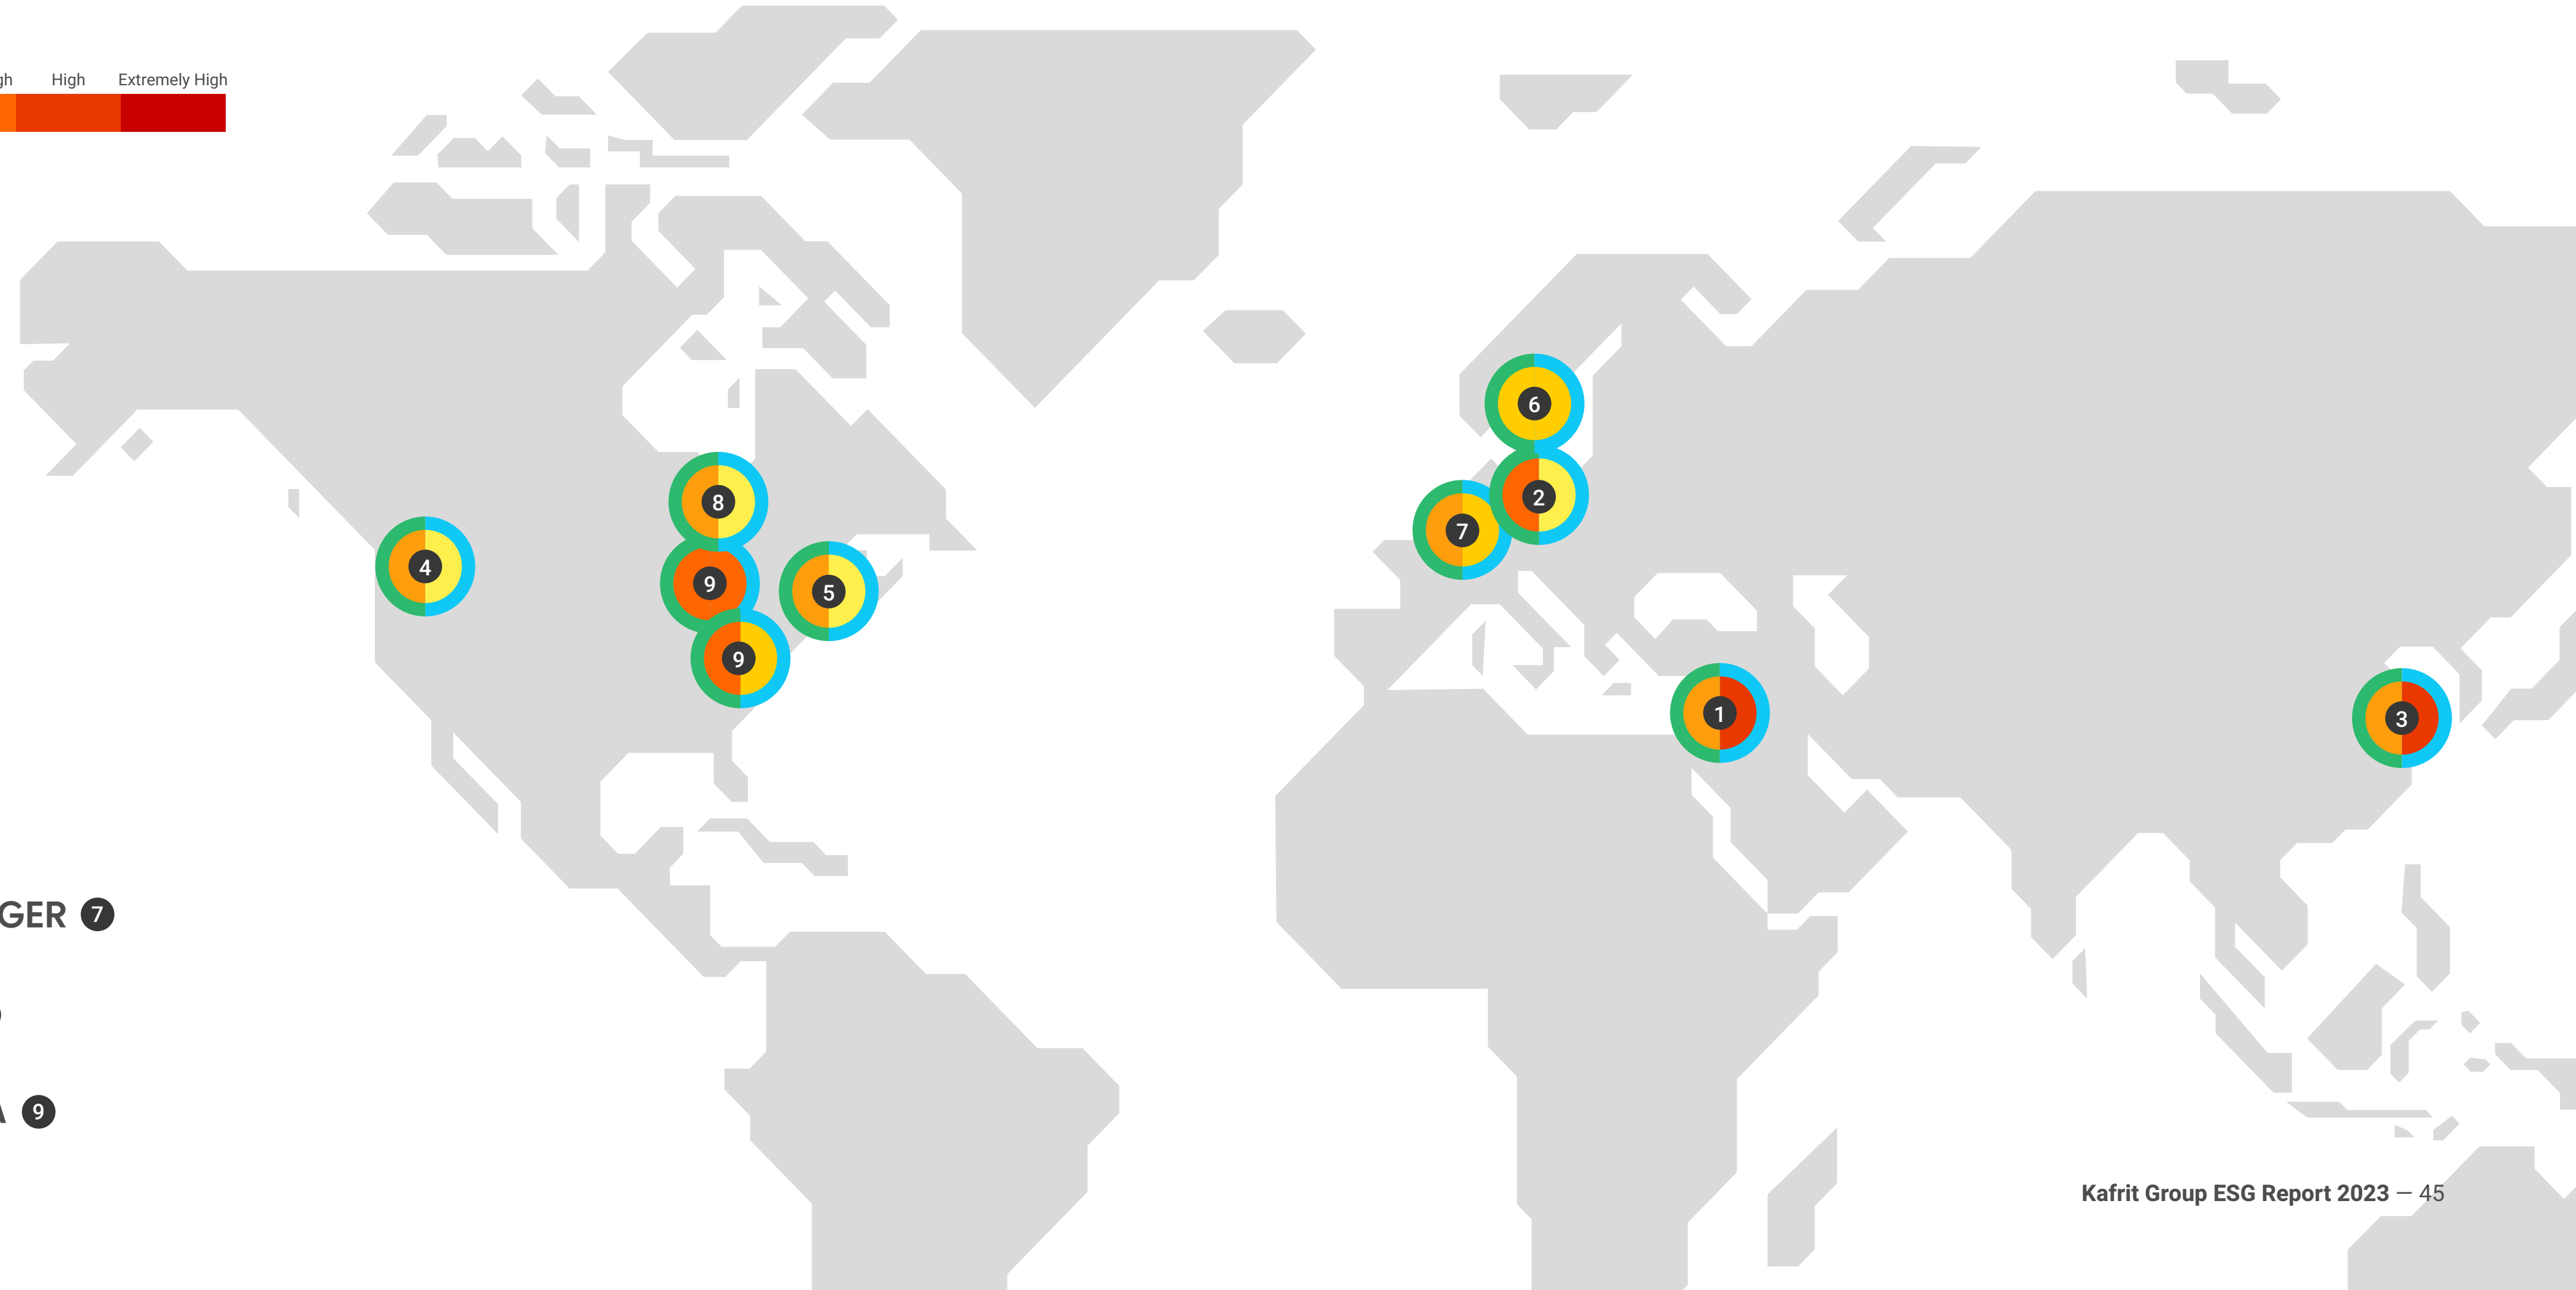 gh High Extremely High
6
8
2
7
4
9
5
9
1
3
GER 7
A 9
Kafrit Group ESG Report 2023 — 45